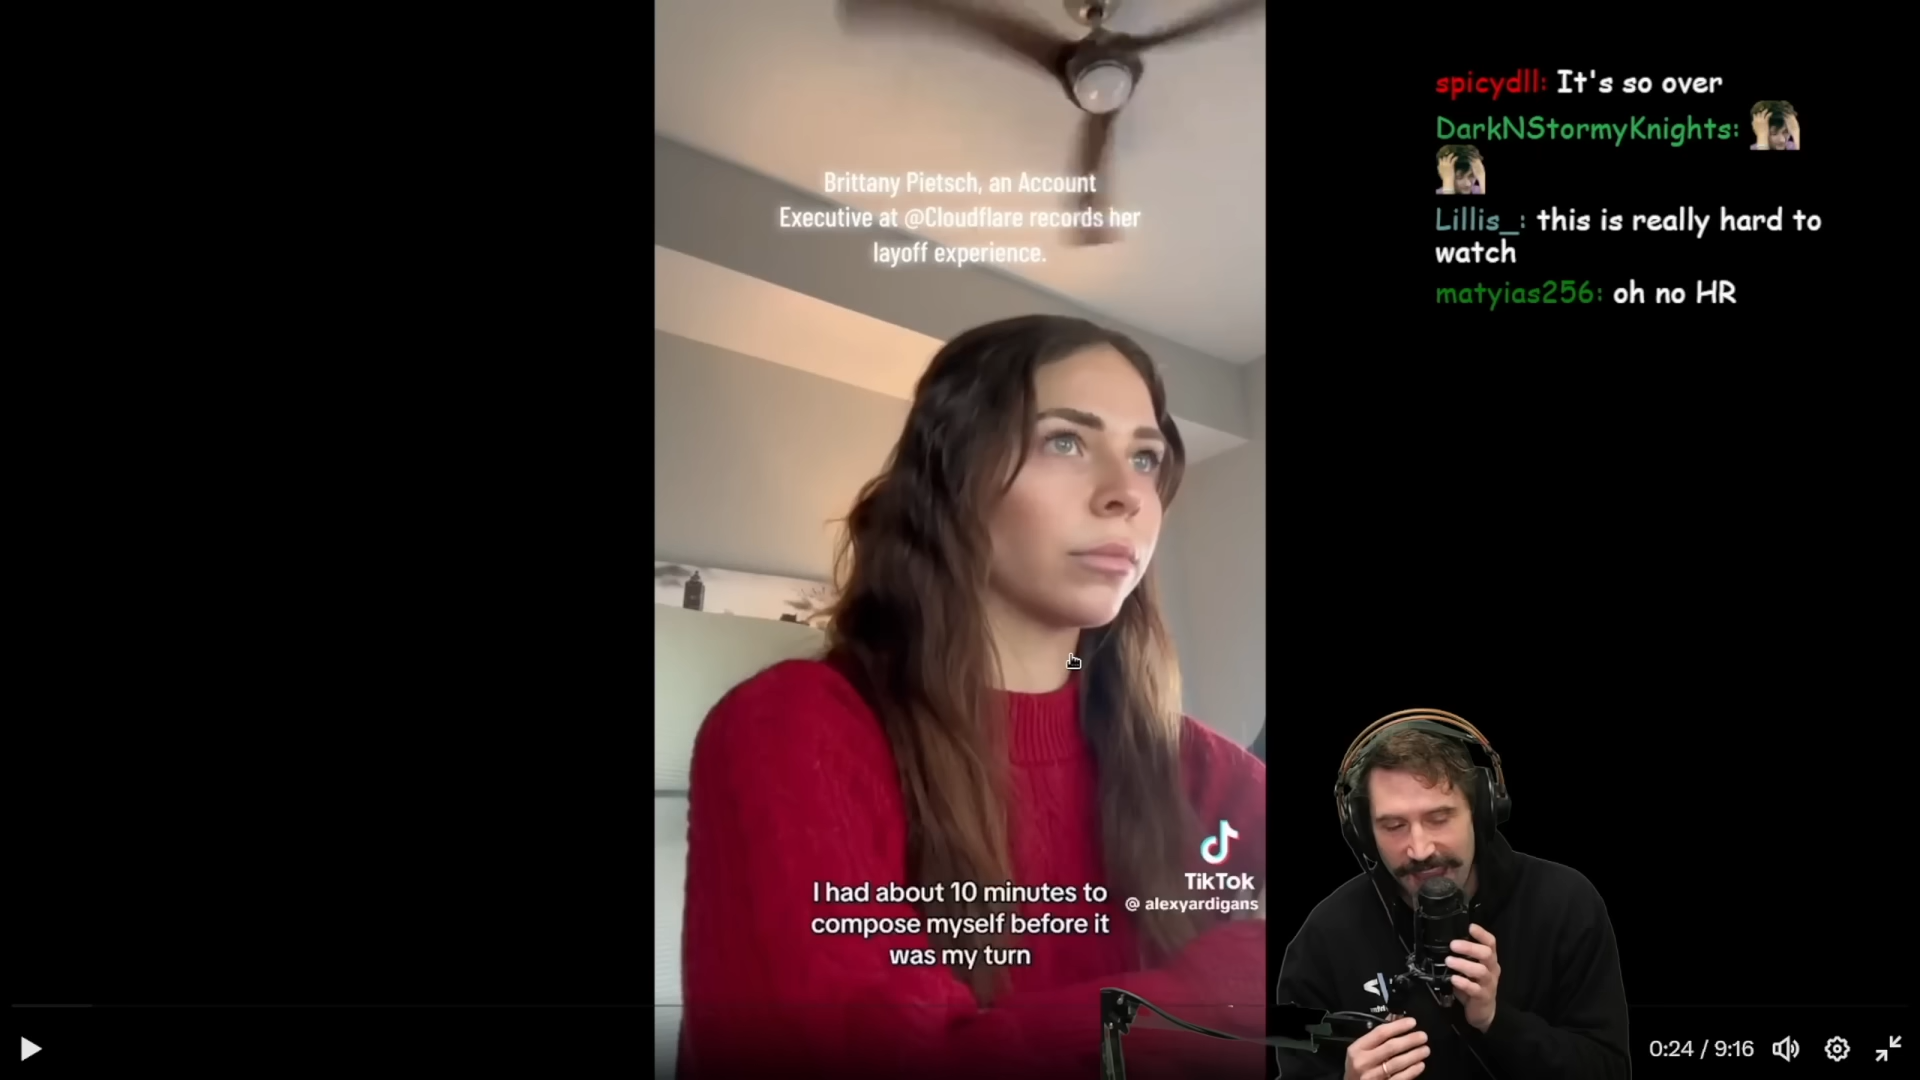 Brittany Pietsch, an Account
Executive at @Cloudflare records her
layoff experience.
spicydll: It's so over
DarkNStormyKnights:
Lillis_: this is really hard to
watch
matyias256: oh no HR
I had about 10 minutes to
compose myself before it
was my turn
TikTok
@ alexyardigans
0:24 / 9:16